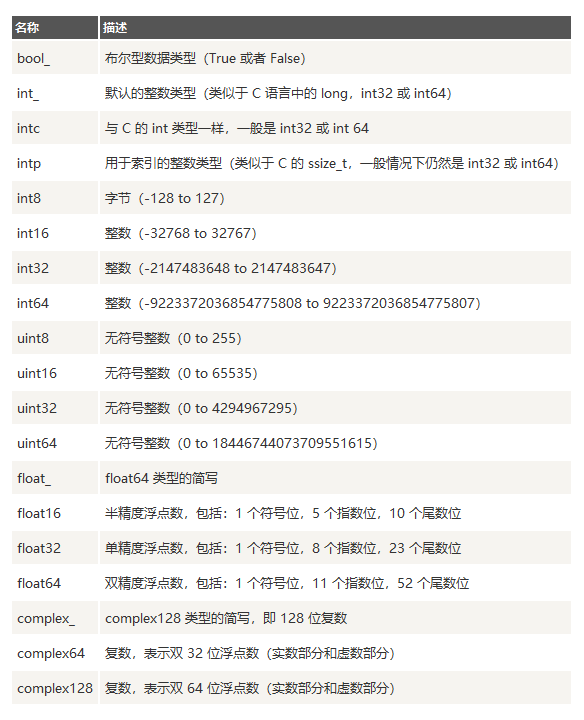 名称 描述
bool_ 布尔型数据类型（True 或者 False）
int_ 默认的整数类型（类似于 C 语言中的 long，int32 或 int64）
intc 与 C 的 int 类型一样，一般是 int32 或 int 64
intp 用于索引的整数类型（类似于 C 的 ssize_t，一般情况下仍然是 int32 或 int64）
int8 字节（-128 to 127）
int16 整数（-32768 to 32767）
int32 整数（-2147483648 to 2147483647）
int64 整数（-9223372036854775808 to 9223372036854775807）
uint8 无符号整数（0 to 255）
uint16 无符号整数（0 to 65535）
uint32 无符号整数（0 to 4294967295）
uint64 无符号整数（0 to 18446744073709551615）
float_ float64 类型的简写
float16 半精度浮点数，包括：1 个符号位，5 个指数位，10 个尾数位
float32 单精度浮点数，包括：1 个符号位，8 个指数位，23 个尾数位
float64 双精度浮点数，包括：1 个符号位，11 个指数位，52 个尾数位
complex_ complex128 类型的简写，即 128 位复数
complex64 复数，表示双 32 位浮点数（实数部分和虚数部分）
complex128 复数，表示双 64 位浮点数（实数部分和虚数部分）